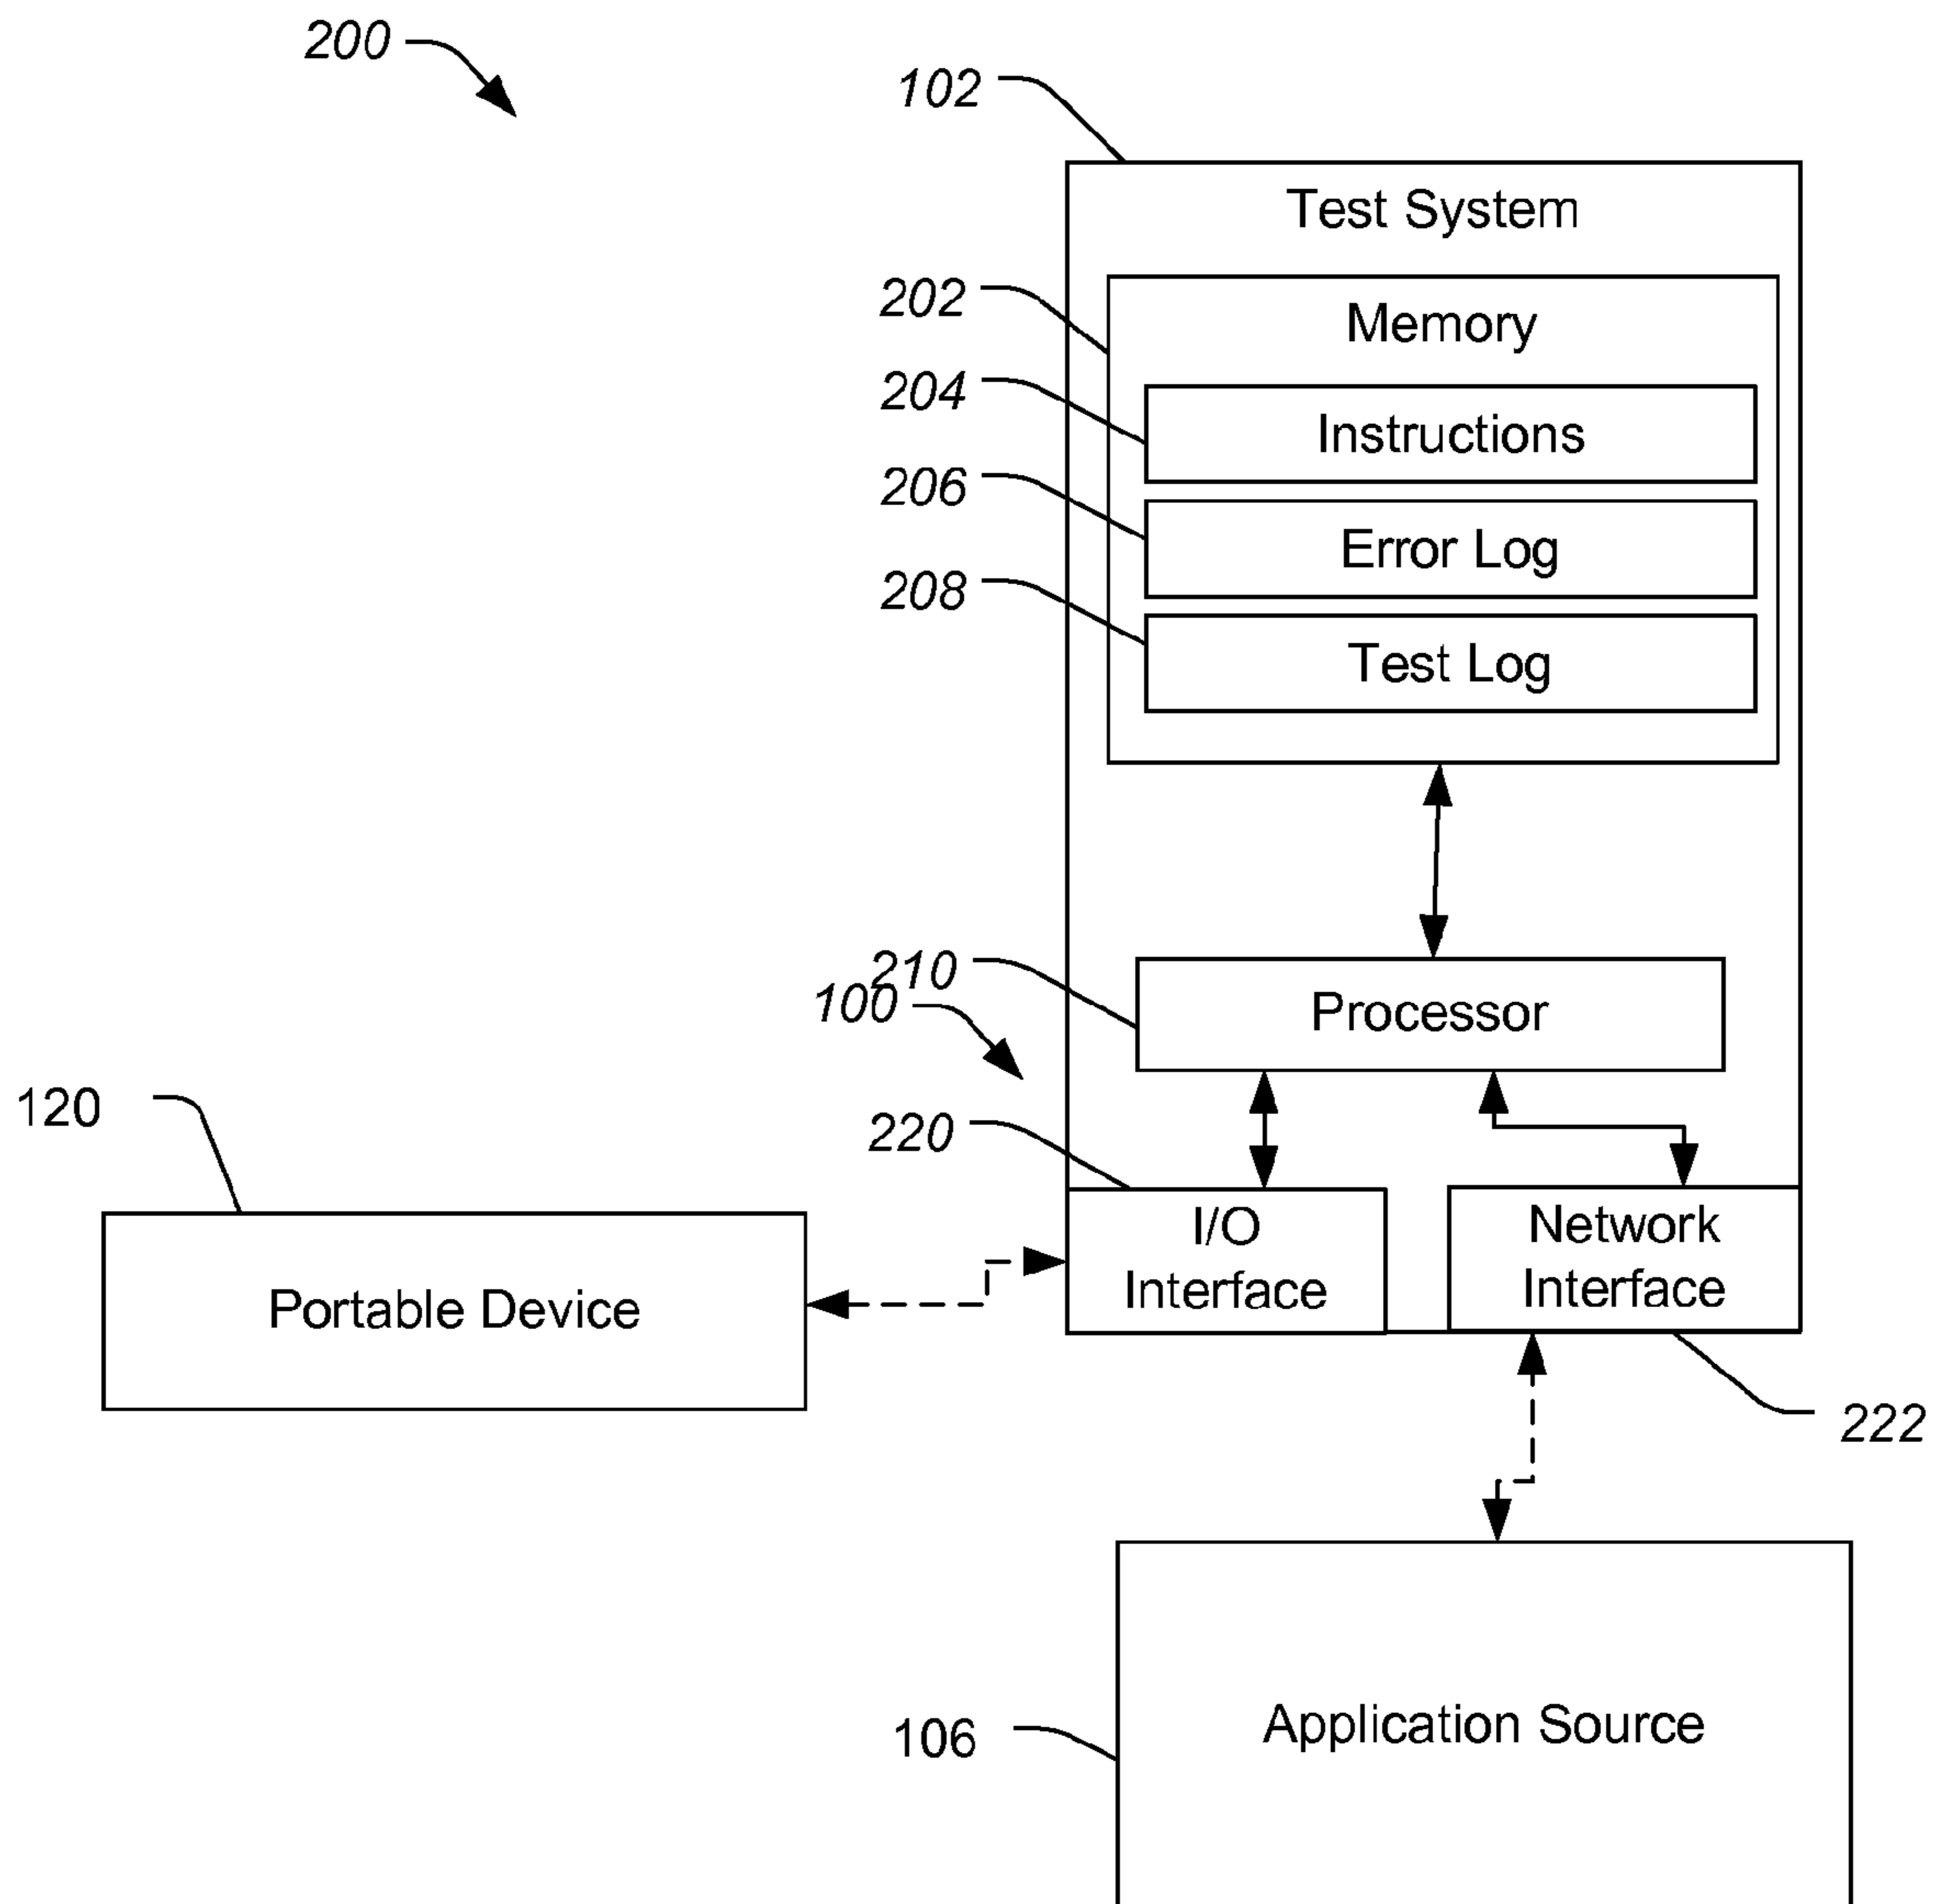 200
102
Test System
202
Memory
204
Instructions
206
Error Log
208
Test Log
210
100
Processor
120
220
I/O
Interface
Network
Interface
Portable Device
222
106
Application Source